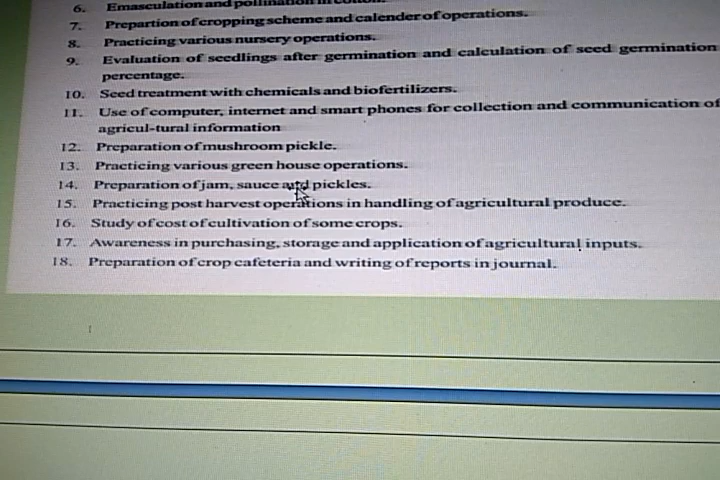 6. Emasculation and pollination in cotton.
7. Prepartion of cropping scheme and calender of operations.
8. Practicing various nursery operations.
9. Evaluation of seedlings after germination and calculation of seed germination
percentage.
10. Seed treatment with chemicals and biofertilizers.
11. Use of computer, internet and smart phones for collection and communication of
agricul-tural information
12. Preparation of mushroom pickle.
13. Practicing various green house operations.
14. Preparation of jam, sauce and pickles.
15. Practicing post harvest operations in handling of agricultural produce.
16. Study of cost of cultivation of some crops.
17. Awareness in purchasing, storage and application of agricultural inputs.
18. Preparation of crop cafeteria and writing of reports in journal.